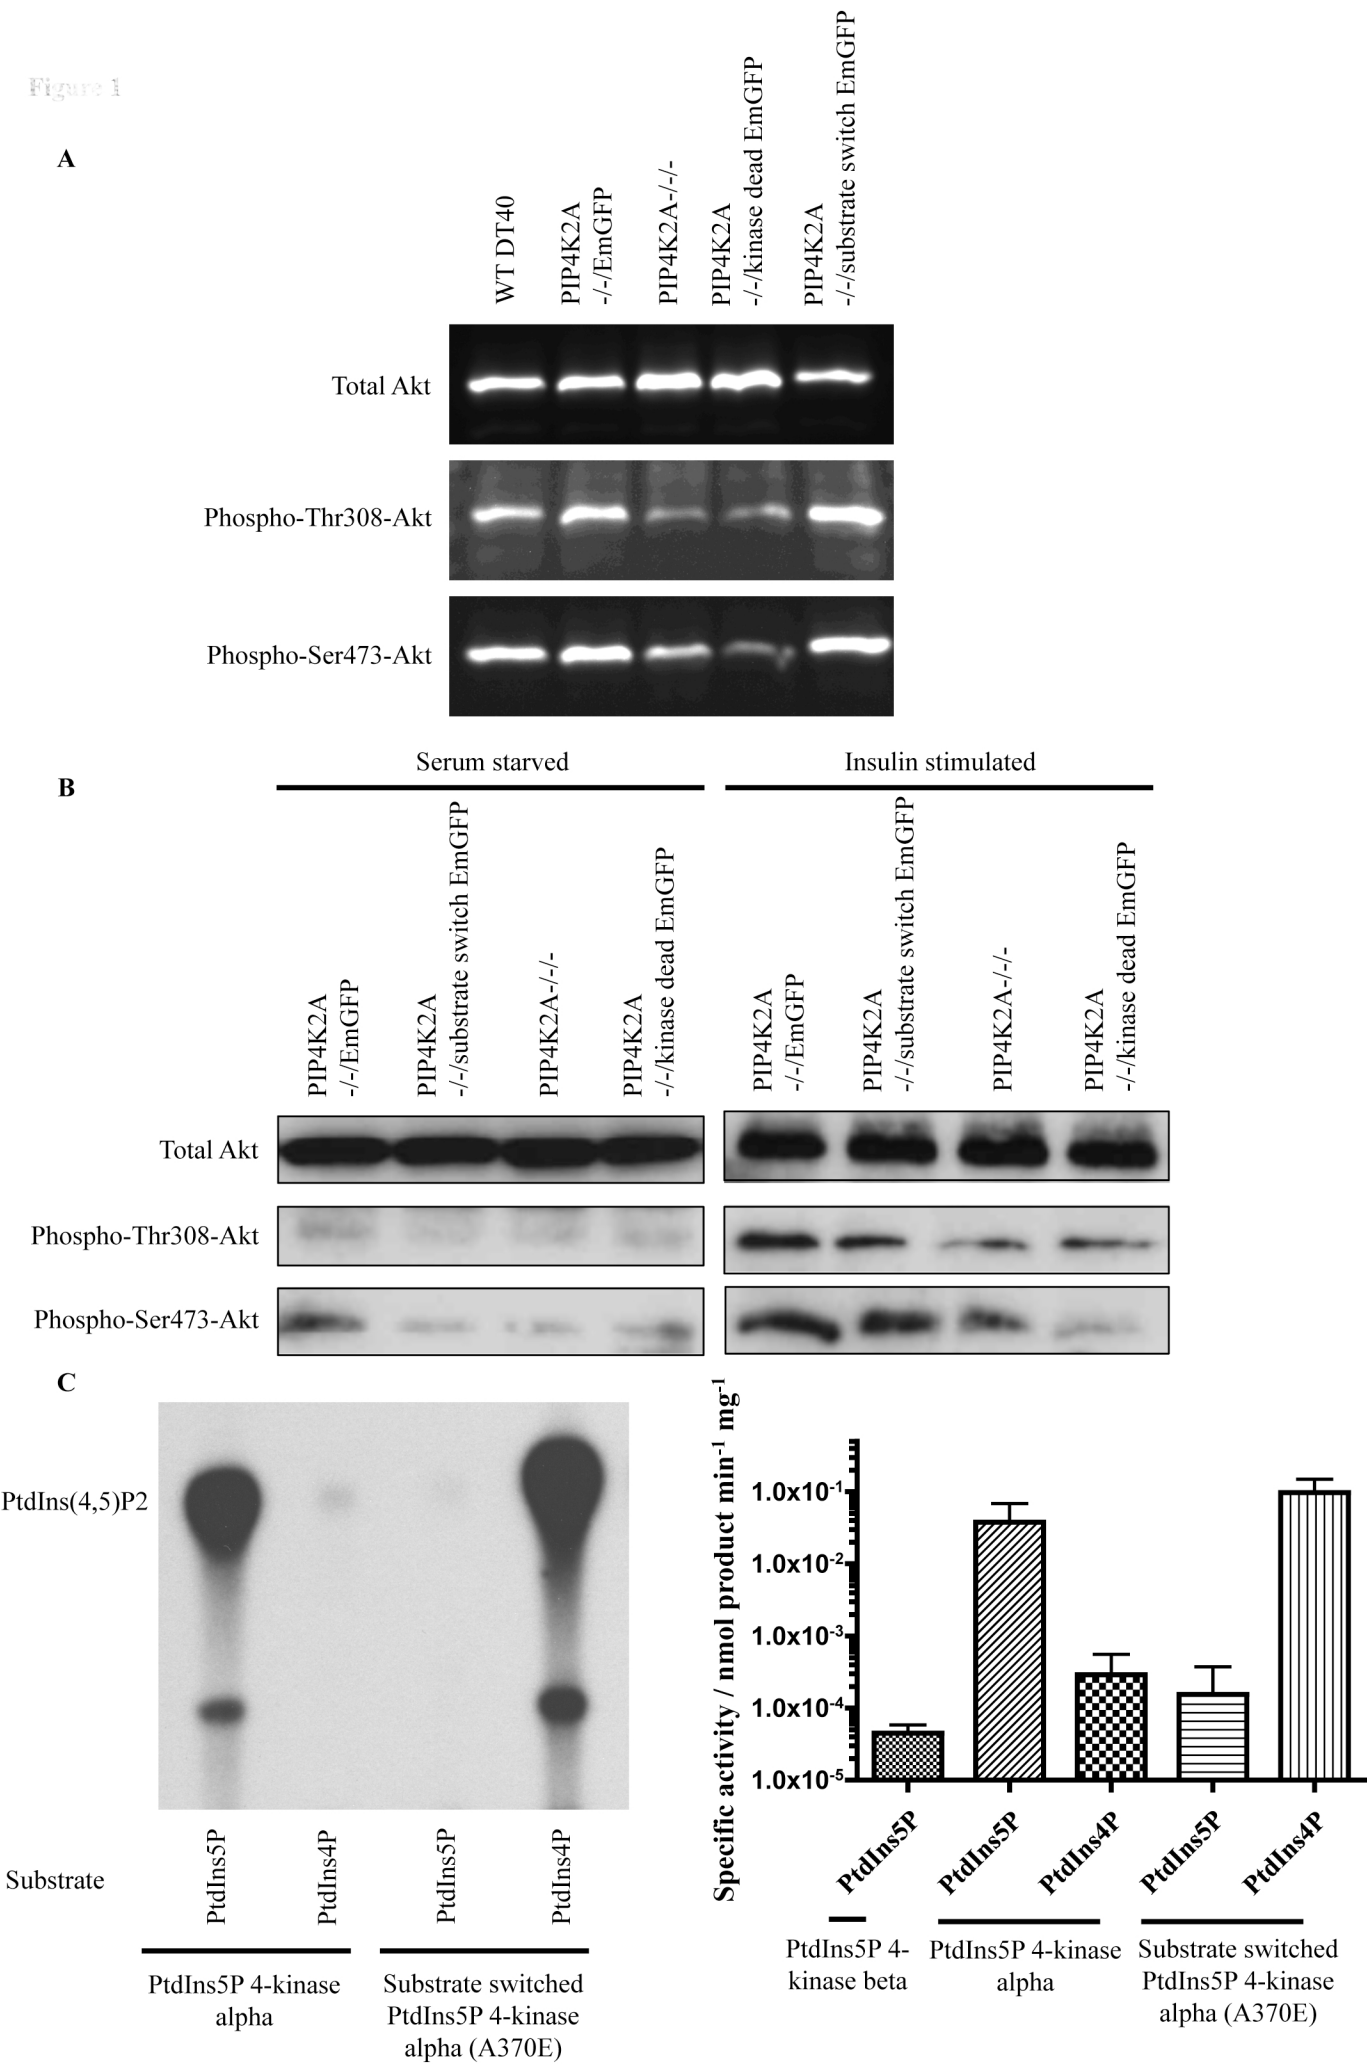 Figure 1
A
WT DT40
PIP4K2A
-/-/EmGFP
PIP4K2A-/-/-
PIP4K2A
-/-/kinase dead EmGFP
PIP4K2A
-/-/substrate switch EmGFP
Total Akt
Phospho-Thr308-Akt
Phospho-Ser473-Akt
B
Serum starved
Insulin stimulated
PIP4K2A
-/-/EmGFP
PIP4K2A
-/-/substrate switch EmGFP
PIP4K2A-/-/-
PIP4K2A
-/-/kinase dead EmGFP
PIP4K2A
-/-/EmGFP
PIP4K2A
-/-/substrate switch EmGFP
PIP4K2A-/-/-
PIP4K2A
-/-/kinase dead EmGFP
Total Akt
Phospho-Thr308-Akt
Phospho-Ser473-Akt
C
PtdIns(4,5)P2
Substrate
PtdIns5P
PtdIns4P
PtdIns5P
PtdIns4P
PtdIns5P 4-kinase
alpha
Substrate switched
PtdIns5P 4-kinase
alpha (A370E)
Specific activity / nmol product min⁻¹ mg⁻¹
1.0x10⁻¹
1.0x10⁻²
1.0x10⁻³
1.0x10⁻⁴
1.0x10⁻⁵
PtdIns5P
PtdIns5P
PtdIns4P
PtdIns5P
PtdIns4P
PtdIns5P 4-
kinase beta
PtdIns5P 4-kinase
alpha
Substrate switched
PtdIns5P 4-kinase
alpha (A370E)